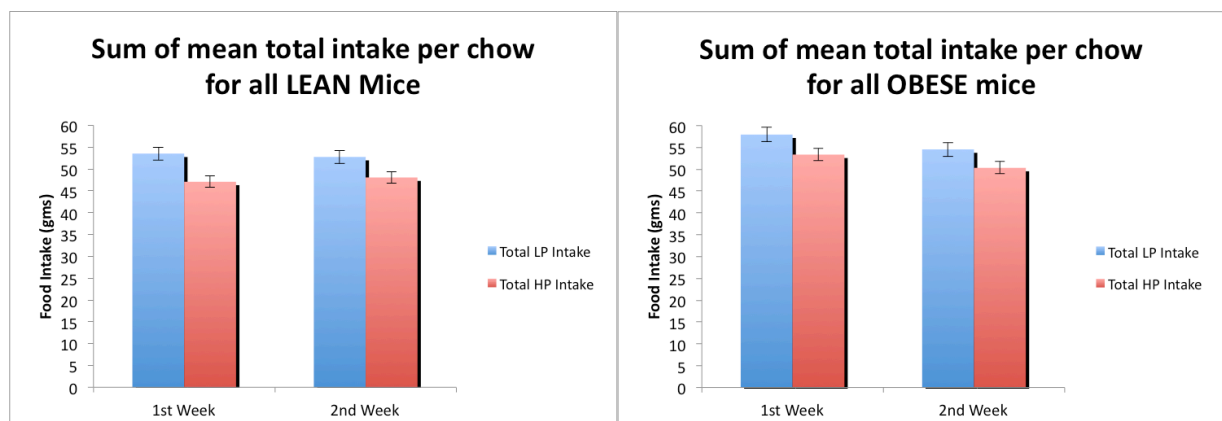 Sum of mean total intake per chow
for all LEAN Mice
Food Intake (gms)
60
55
50
45
40
35
30
25
20
15
10
5
0
1st Week
2nd Week
Total LP Intake
Total HP Intake
Sum of mean total intake per chow
for all OBESE mice
Food Intake (gms)
60
55
50
45
40
35
30
25
20
15
10
5
0
1st Week
2nd Week
Total LP Intake
Total HP Intake